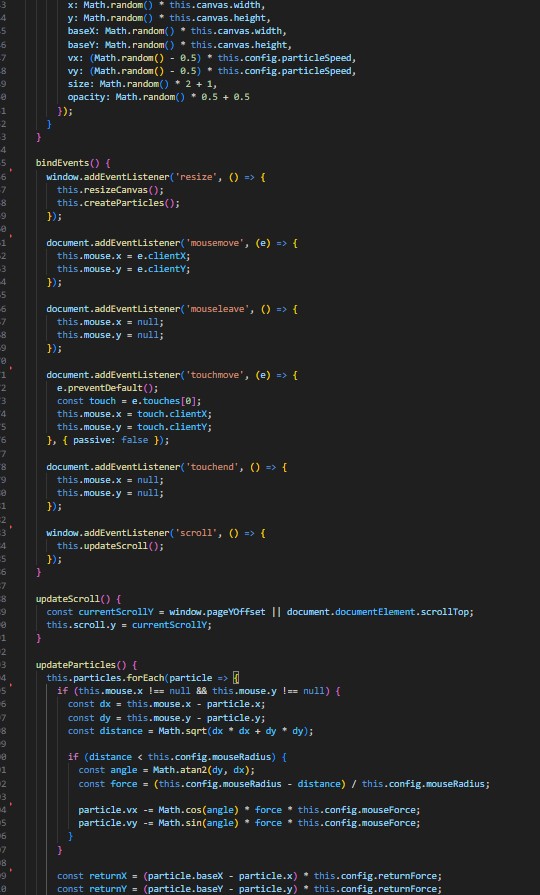 x: Math.random() * this.canvas.width,
y: Math.random() * this.canvas.height,
baseX: Math.random() * this.canvas.width,
baseY: Math.random() * this.canvas.height,
vx: (Math.random() - 0.5) * this.config.particleSpeed,
vy: (Math.random() - 0.5) * this.config.particleSpeed,
size: Math.random() * 2 + 1,
opacity: Math.random() * 0.5 + 0.5
});
}
}
bindEvents() {
window.addEventListener('resize', () => {
this.resizeCanvas();
this.createParticles();
});
document.addEventListener('mousemove', (e) => {
this.mouse.x = e.clientX;
this.mouse.y = e.clientY;
});
document.addEventListener('mouseleave', () => {
this.mouse.x = null;
this.mouse.y = null;
});
document.addEventListener('touchmove', (e) => {
e.preventDefault();
const touch = e.touches[0];
this.mouse.x = touch.clientX;
this.mouse.y = touch.clientY;
}, { passive: false });
document.addEventListener('touchend', () => {
this.mouse.x = null;
this.mouse.y = null;
});
window.addEventListener('scroll', () => {
this.updateScroll();
});
}
updateScroll() {
const currentScrollY = window.pageYOffset || document.documentElement.scrollTop;
this.scroll.y = currentScrollY;
}
updateParticles() {
this.particles.forEach(particle => {
if (this.mouse.x !== null && this.mouse.y !== null) {
const dx = this.mouse.x - particle.x;
const dy = this.mouse.y - particle.y;
const distance = Math.sqrt(dx * dx + dy * dy);
if (distance < this.config.mouseRadius) {
const angle = Math.atan2(dy, dx);
const force = (this.config.mouseRadius - distance) / this.config.mouseRadius;
particle.vx -= Math.cos(angle) * force * this.config.mouseForce;
particle.vy -= Math.sin(angle) * force * this.config.mouseForce;
}
}
const returnX = (particle.baseX - particle.x) * this.config.returnForce;
const returnY = (particle.baseY - particle.y) * this.config.returnForce;